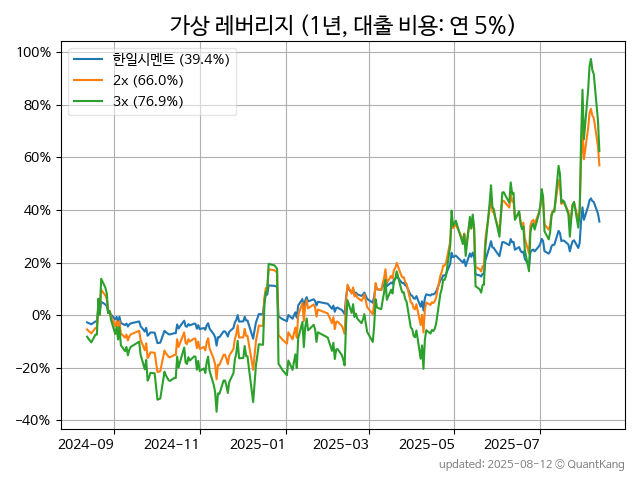 가상 레버리지 (1년, 대출 비용: 연 5%)
한일시멘트 (39.4%)
2x (66.0%)
3x (76.9%)
100%
80%
60%
40%
20%
0%
−20%
−40%
2024-09
2024-11
2025-01
2025-03
2025-05
2025-07
updated: 2025-08-12 © QuantKang